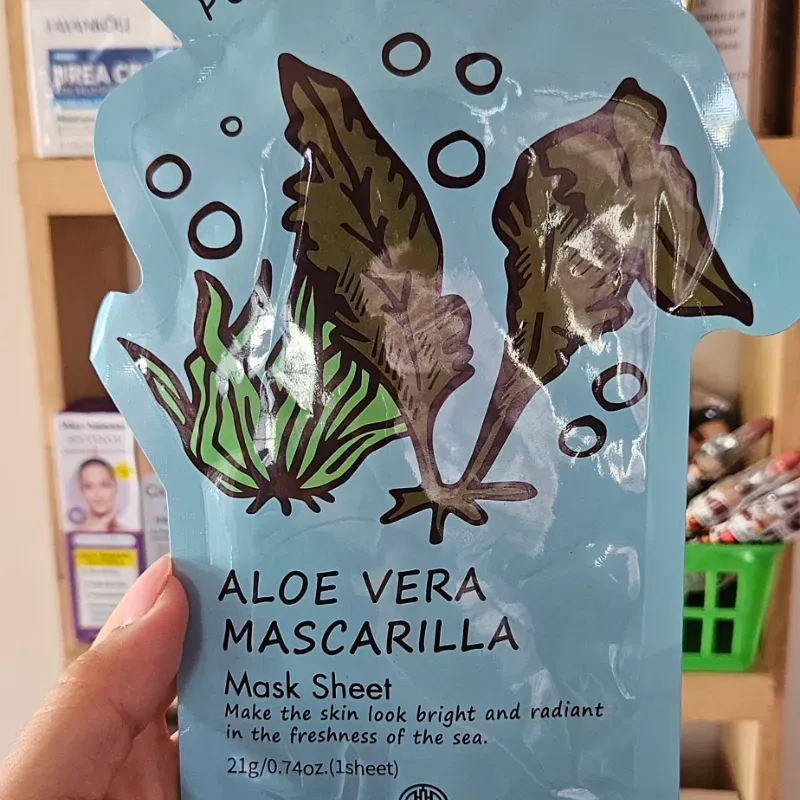 ALOE VERA
MASCARILLA
Mask Sheet
Make the skin look bright and radiant
in the freshness of the sea.
21g/0.74oz.(1sheet)